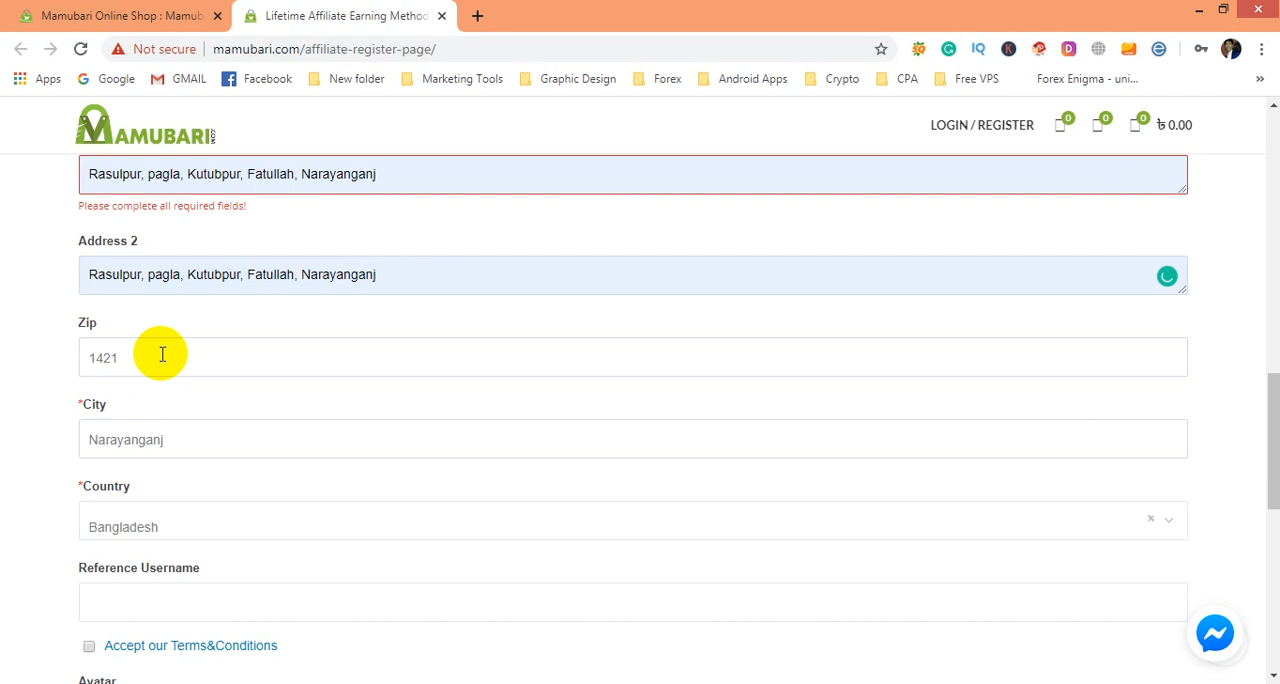 Mamubari Online Shop : Mamub
Lifetime Affiliate Earning Method
Not secure
mamubari.com/affiliate-register-page/
Apps
Google
GMAIL
Facebook
New folder
Marketing Tools
Graphic Design
Forex
Android Apps
Crypto
CPA
Free VPS
Forex Enigma - uni...
»
MAMUBARI.COM
LOGIN / REGISTER
0
0
0
৳ 0.00
Rasulpur, pagla, Kutubpur, Fatullah, Narayanganj
Please complete all required fields!
Address 2
Rasulpur, pagla, Kutubpur, Fatullah, Narayanganj
Zip
1421
*City
Narayanganj
*Country
Bangladesh
Reference Username
Accept our Terms&Conditions
Avatar